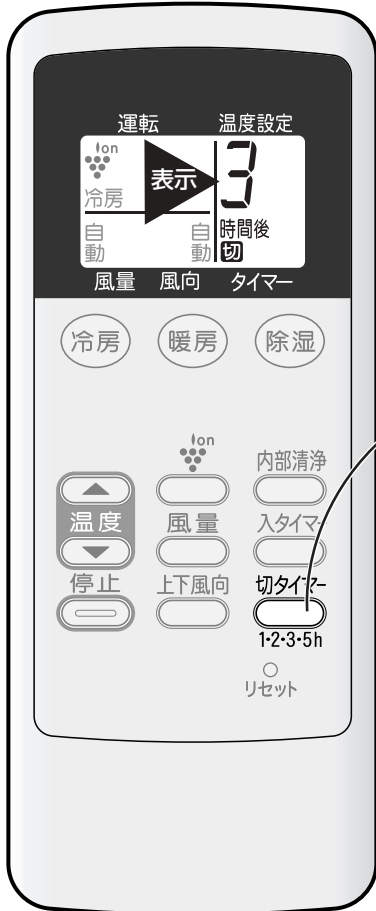 運転 温度設定
ion
表示
3
冷房
自動 自動
時間後
切
風量 風向 タイマー
冷房 暖房 除湿
ion
内部清浄
温度
風量
入タイマー
停止
上下風向
切タイマー
1・2・3・5h
リセット